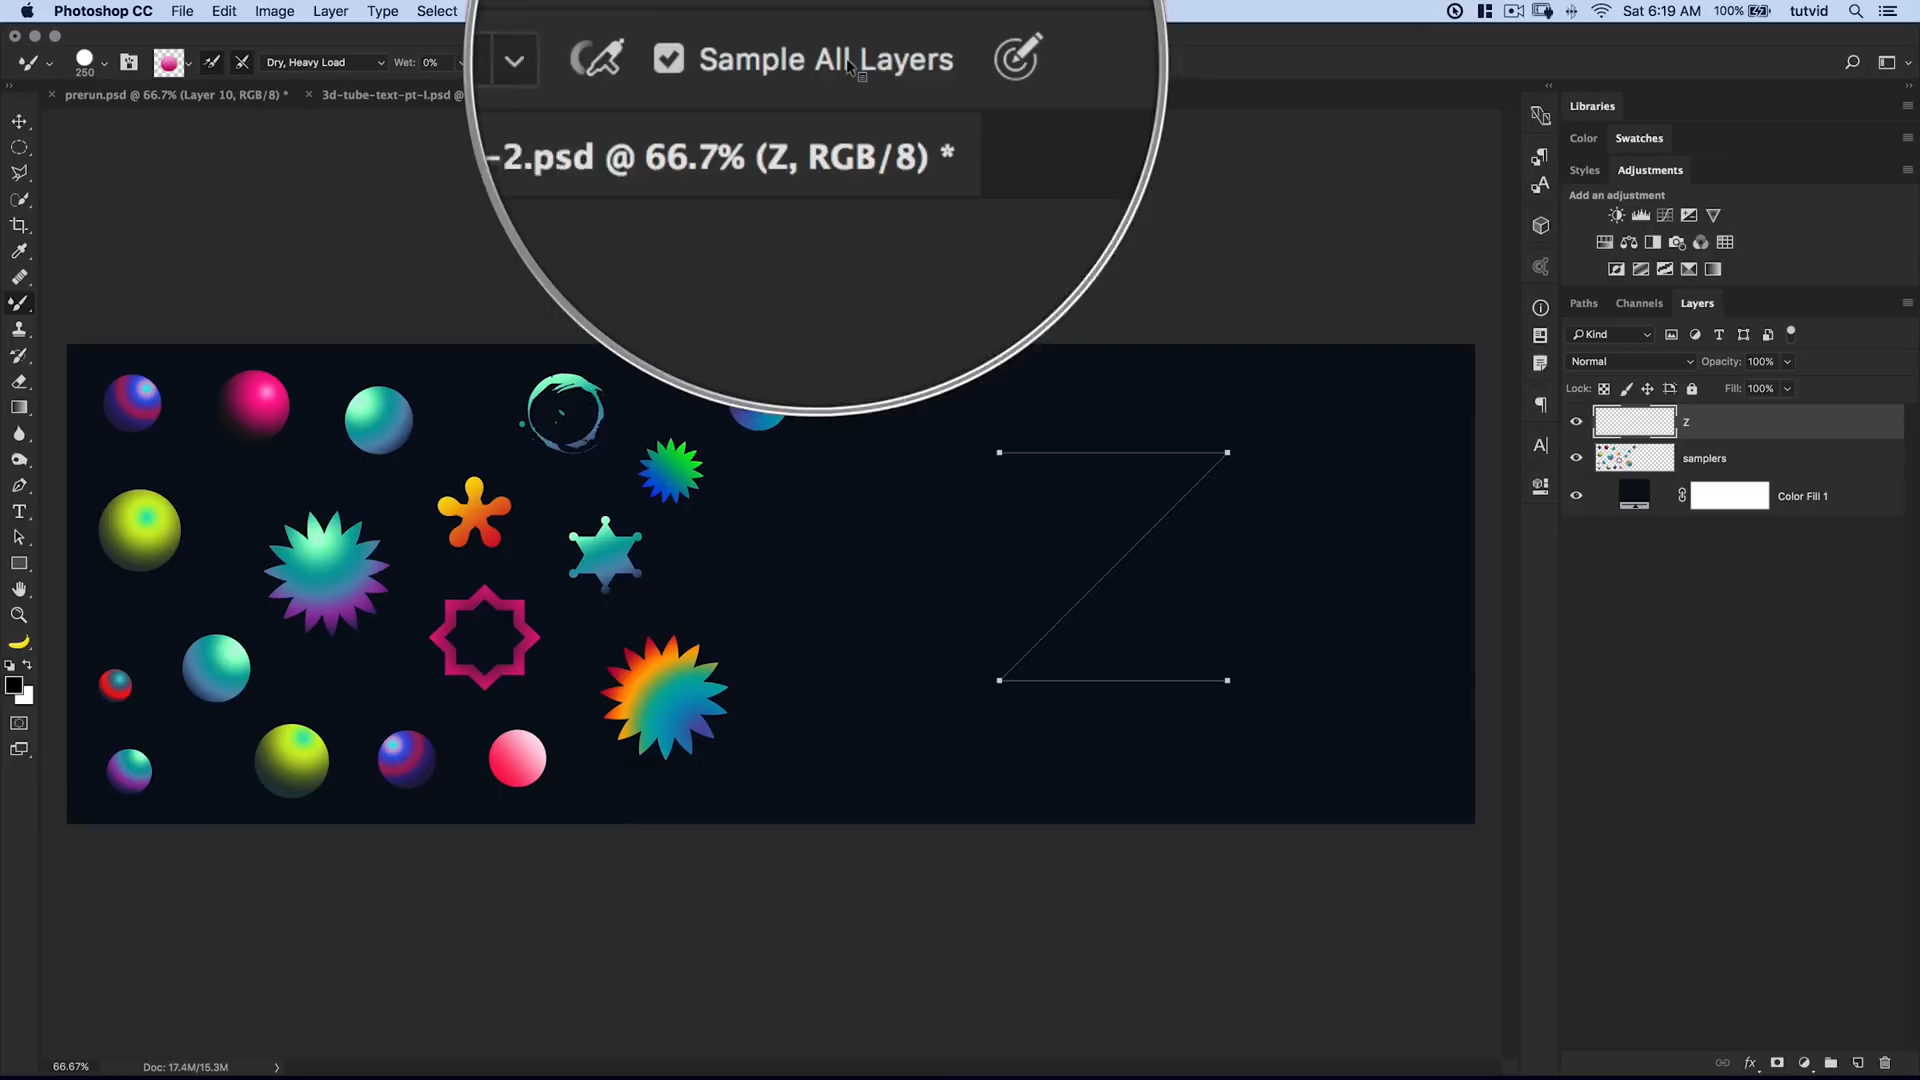 Photoshop CC File Edit Image Layer Type Select
Sat 6:19 AM 100% tutvid
250 Dry, Heavy Load Wet: 0%
Sample All Layers
prerun.psd @ 66.7% (Layer 10, RGB/8) *
3d-tube-text-pt-I.psd @
-2.psd @ 66.7% (Z, RGB/8) *
Libraries
Color Swatches
Styles Adjustments
Add an adjustment
Paths Channels Layers
Kind
Normal Opacity: 100%
Lock: Fill: 100%
Z
samplers
Color Fill 1
66.67% Doc: 17.4M/15.3M